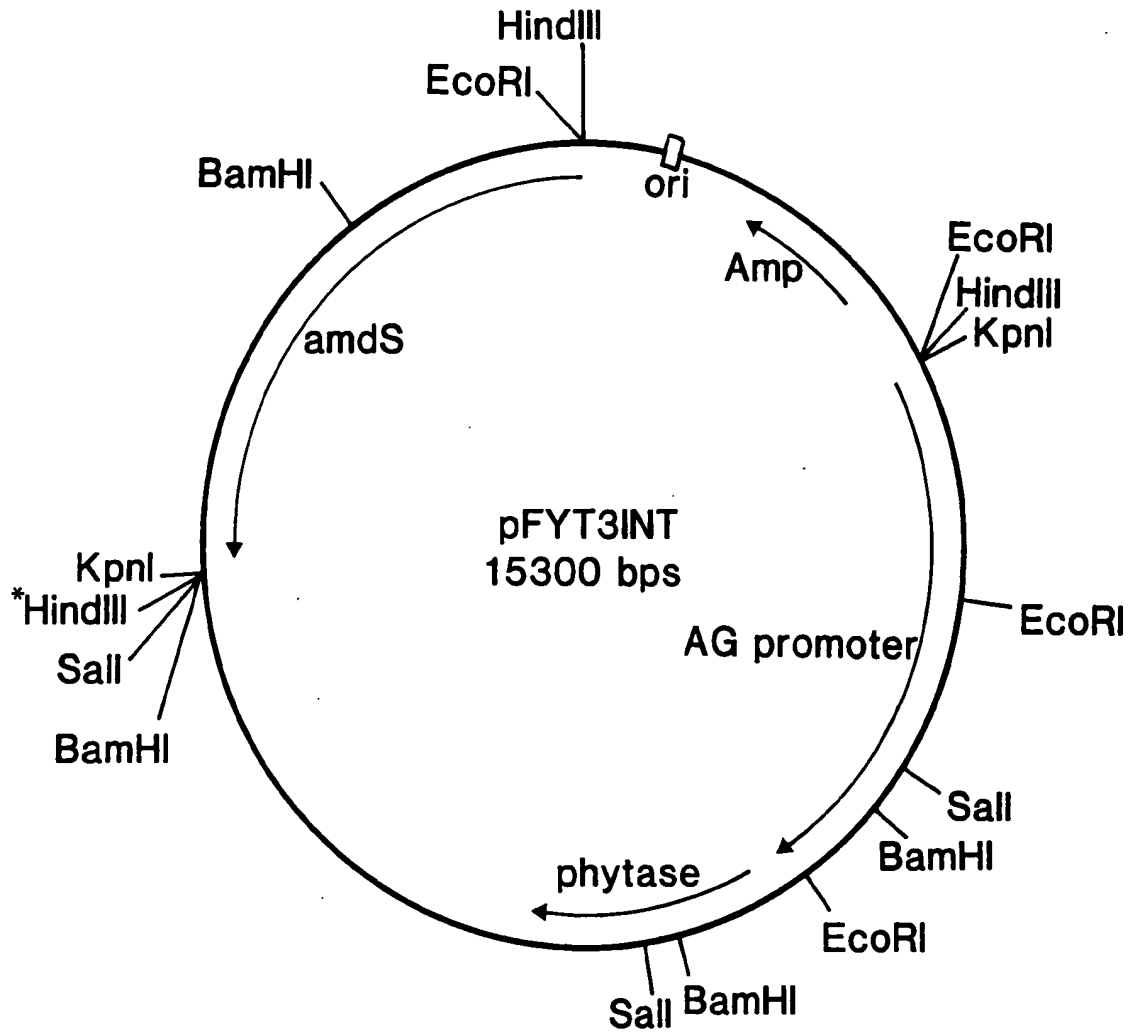 HindIII
EcoRI
BamHI
ori
Amp
EcoRI
HindIII
KpnI
amdS
pFYT3INT
15300 bps
KpnI
*HindIII
SalI
BamHI
EcoRI
AG promoter
SalI
BamHI
phytase
EcoRI
SalI
BamHI